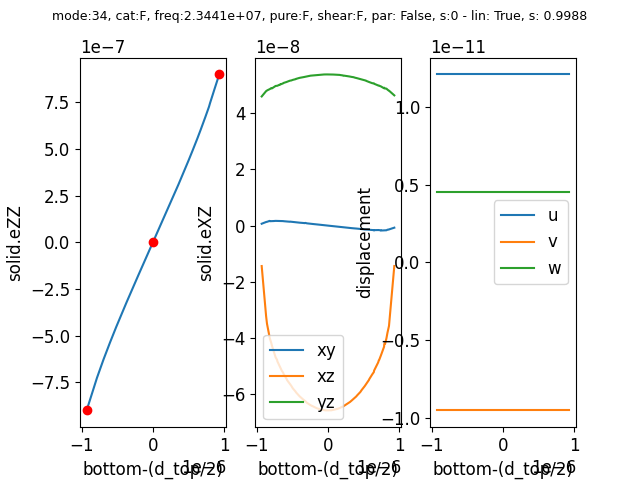 mode:34, cat:F, freq:2.3441e+07, pure:F, shear:F, par: False, s:0 - lin: True, s: 0.9988
1e−7
1e−8
1e−11
7.5
5.0
2.5
0.0
−2.5
−5.0
−7.5
solid.eZZ
−1
0
1
1e−6
bottom-(d_top/2)
4
2
0
−2
−4
−6
solid.eXZ
xy
xz
yz
−1
0
1
1e−6
bottom-(d_top/2)
1.0
0.5
0.0
−0.5
−1.0
displacement
u
v
w
−1
0
1
1e−6
bottom-(d_top/2)